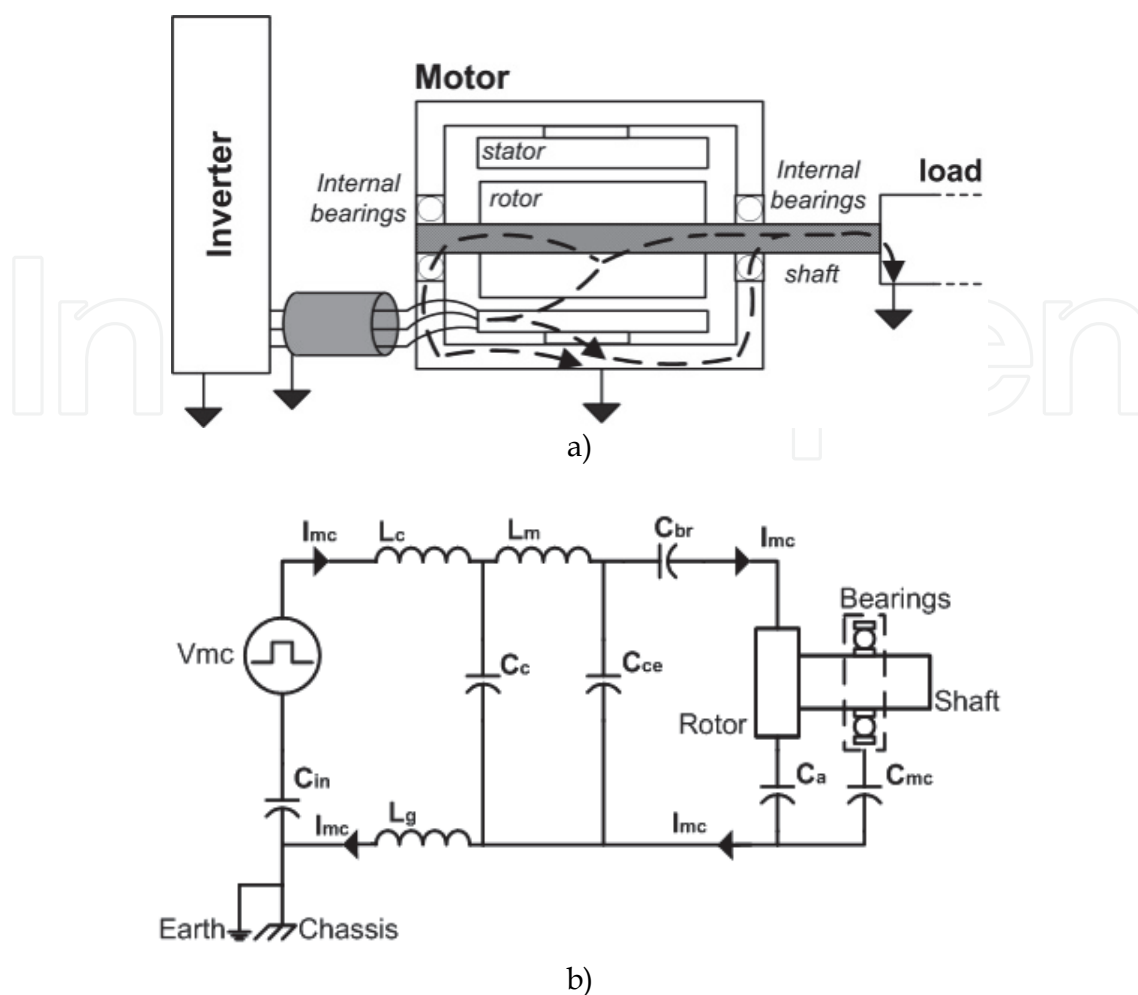 Motor
Inverter
stator
Internal
bearings
rotor
Internal
bearings
load
shaft
a)
Imc
Lc
Lm
Cbr
Imc
Bearings
Vmc
Cc
Cce
Shaft
Rotor
Cin
Ca
Cmc
Imc
Lg
Imc
Earth
Chassis
b)